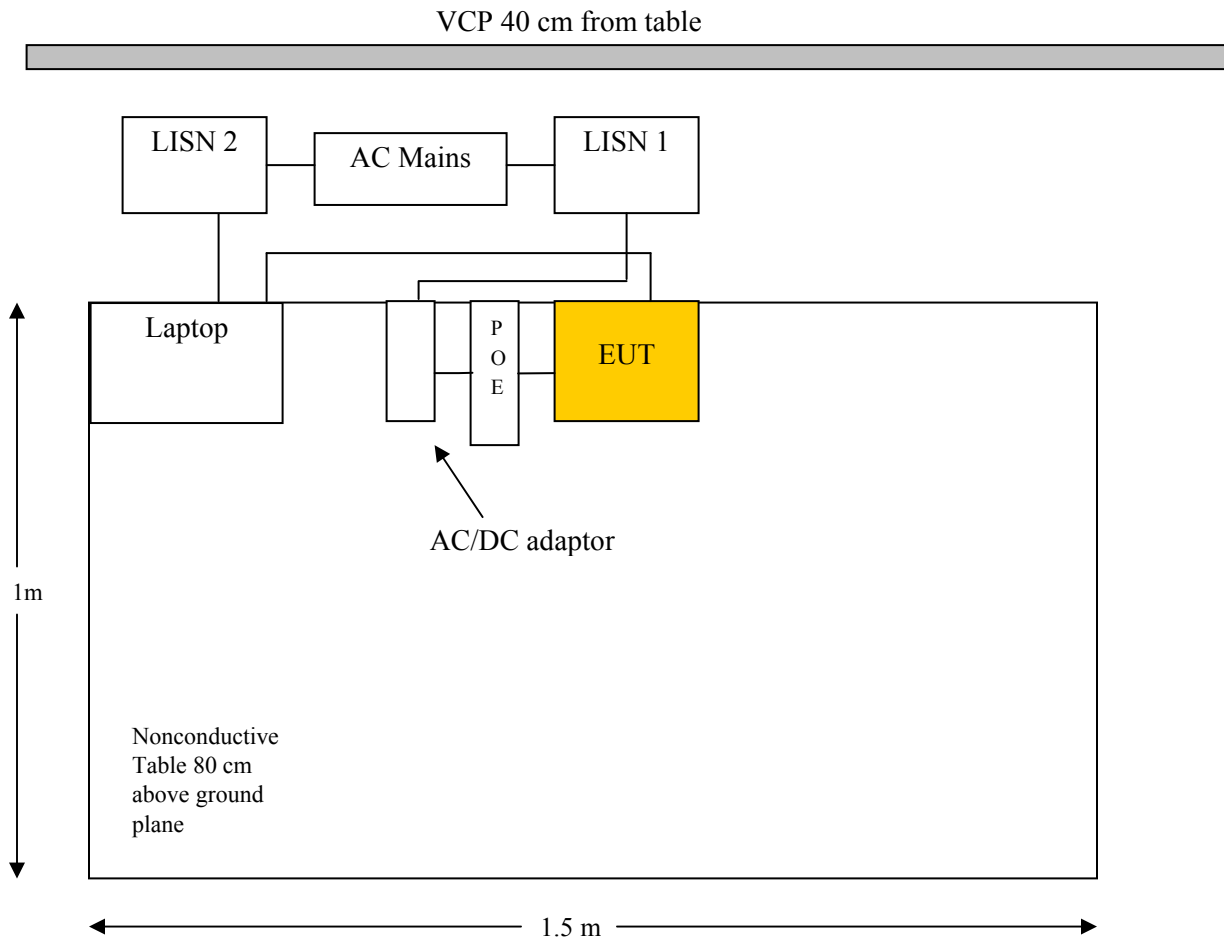 VCP 40 cm from table
LISN 2
AC Mains
LISN 1
Laptop
P
O
E
EUT
AC/DC adaptor
1m
Nonconductive
Table 80 cm
above ground
plane
1.5 m